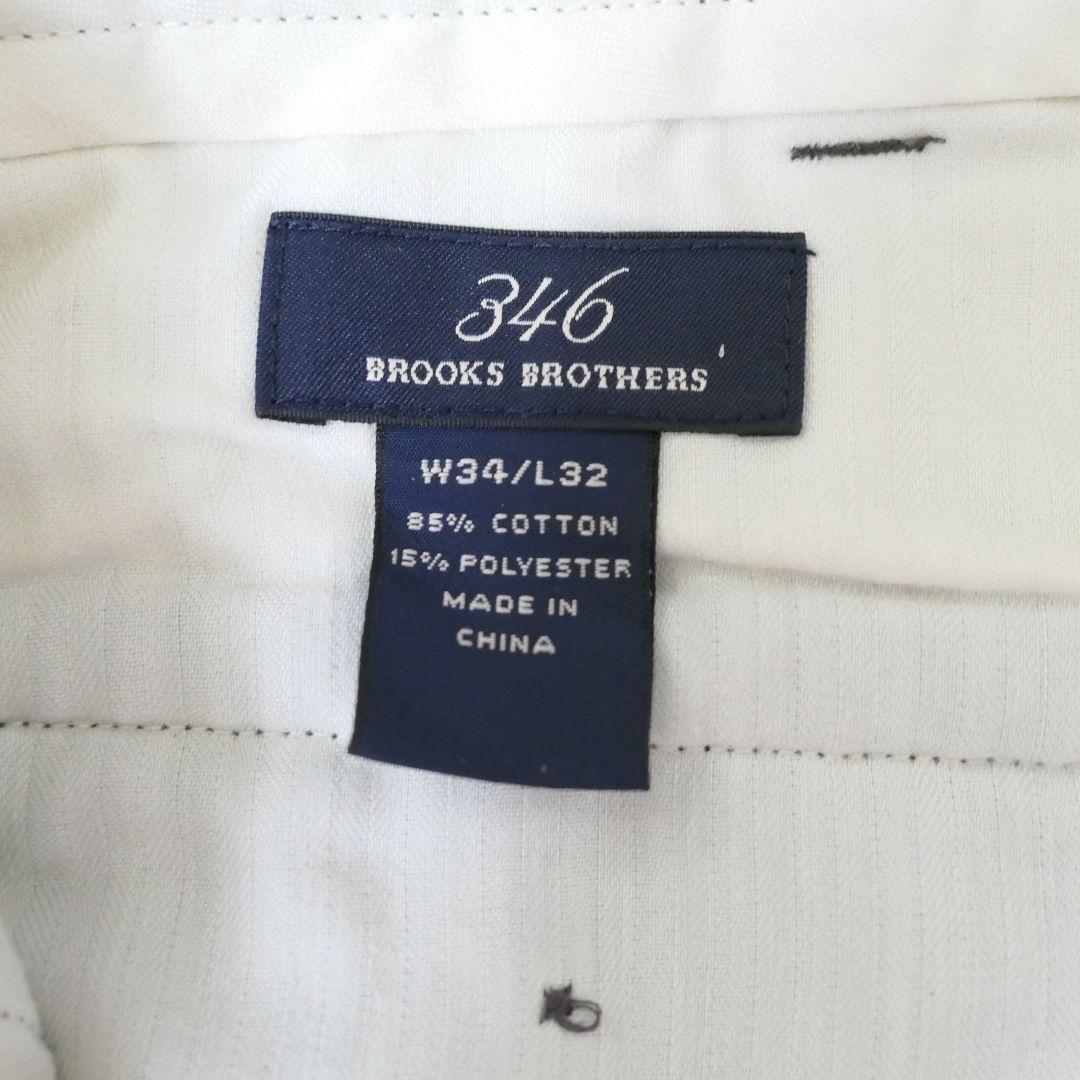 346
BROOKS BROTHERS
W34/L32
85% COTTON
15% POLYESTER
MADE IN
CHINA